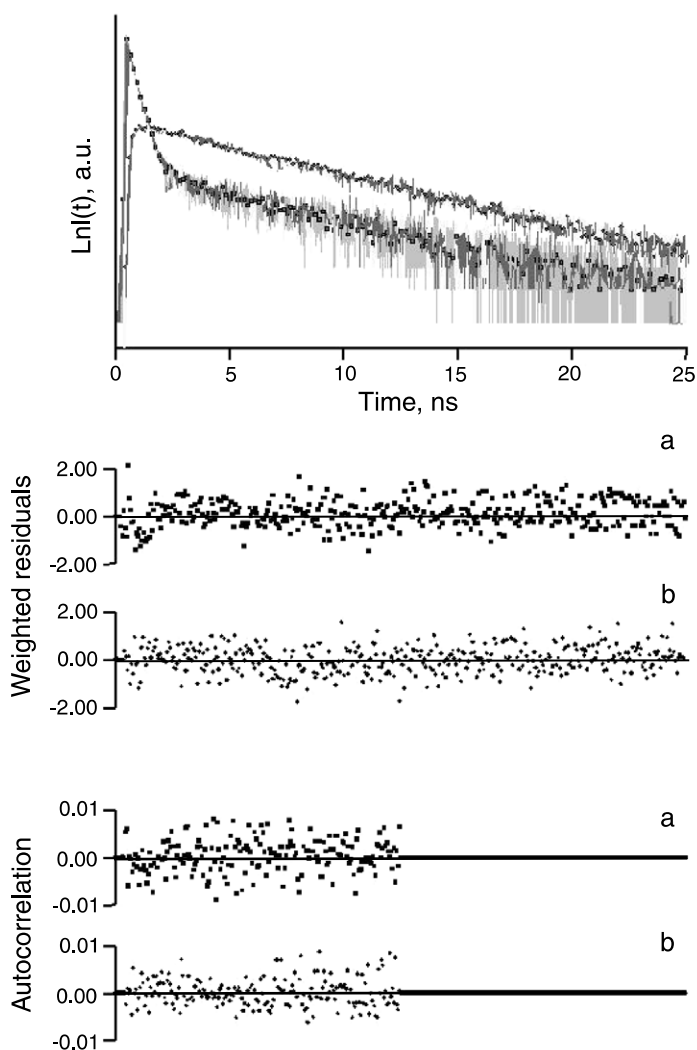 LnI(t), a.u.
0
5
10
15
20
25
Time, ns
Weighted residuals
a
2.00
0.00
-2.00
b
2.00
0.00
-2.00
Autocorrelation
a
0.01
0.00
-0.01
b
0.01
0.00
-0.01